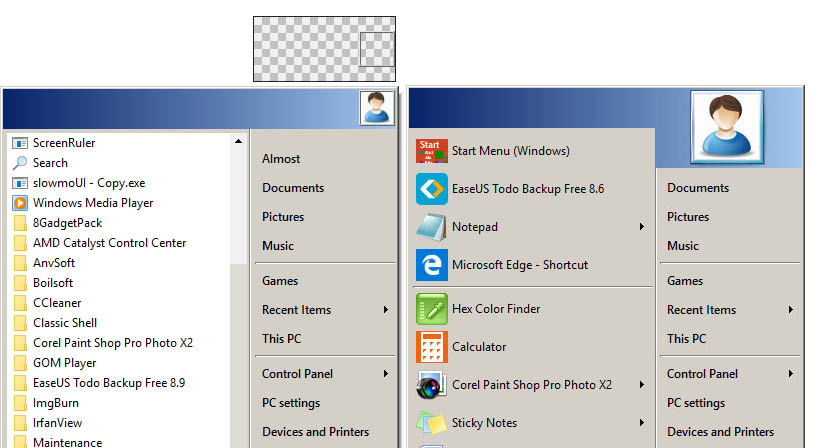 ScreenRuler
Search
slowmoUI - Copy.exe
Windows Media Player
8GadgetPack
AMD Catalyst Control Center
AnvSoft
Boilsoft
CCleaner
Classic Shell
Corel Paint Shop Pro Photo X2
GOM Player
EaseUS Todo Backup Free 8.9
ImgBurn
IrfanView
Maintenance
Almost
Documents
Pictures
Music
Games
Recent Items
This PC
Control Panel
PC settings
Devices and Printers
Start
Start Menu (Windows)
EaseUS Todo Backup Free 8.6
Notepad
Microsoft Edge - Shortcut
Hex Color Finder
Calculator
Corel Paint Shop Pro Photo X2
Sticky Notes
Documents
Pictures
Music
Games
Recent Items
This PC
Control Panel
PC settings
Devices and Printers